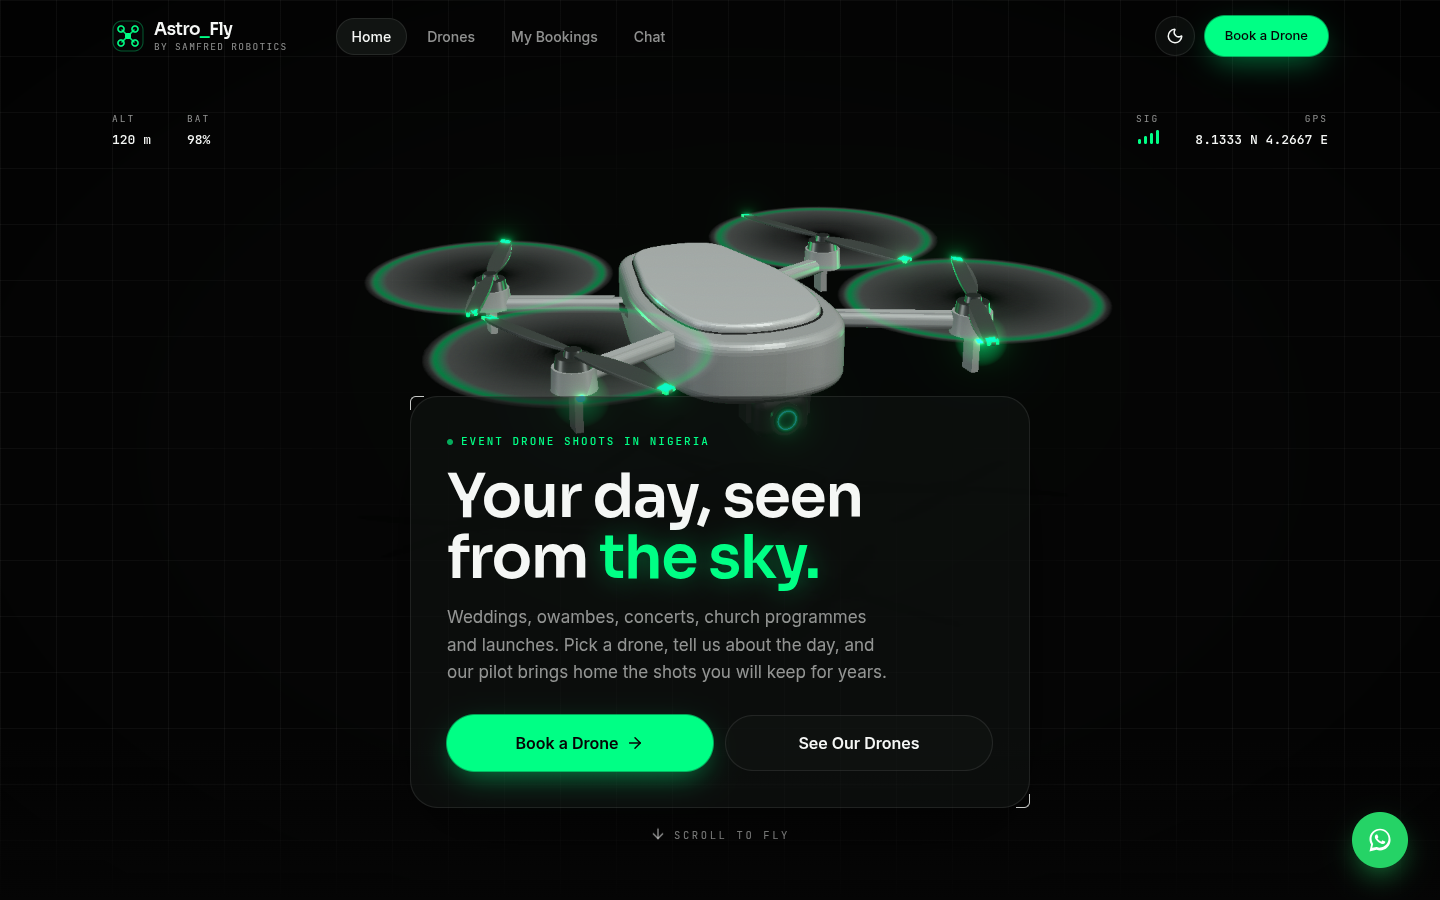 Astro_Fly
BY SAMFRED ROBOTICS
Home
Drones
My Bookings
Chat
Book a Drone
ALT
120 m
BAT
98%
SIG
GPS
8.1333 N 4.2667 E
EVENT DRONE SHOOTS IN NIGERIA
Your day, seen
from the sky.
Weddings, owambes, concerts, church programmes
and launches. Pick a drone, tell us about the day, and
our pilot brings home the shots you will keep for years.
Book a Drone
See Our Drones
SCROLL TO FLY